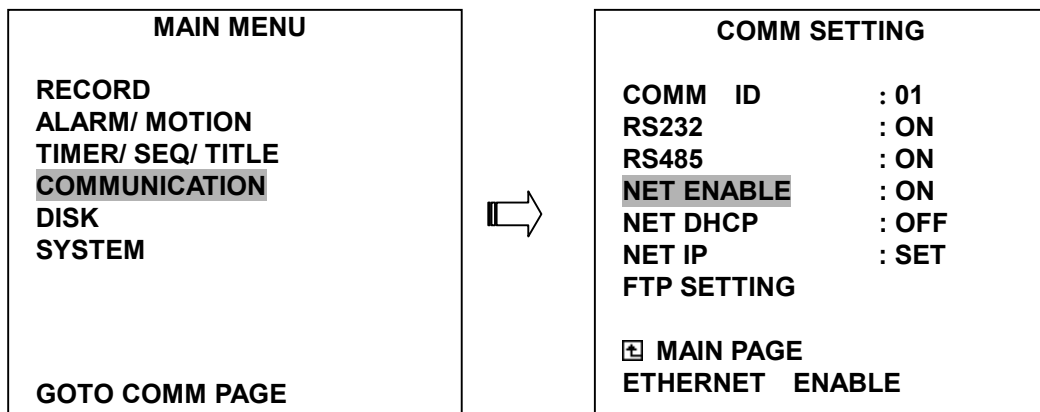 MAIN MENU
RECORD
ALARM/ MOTION
TIMER/ SEQ/ TITLE
COMMUNICATION
DISK
SYSTEM
GOTO COMM PAGE
COMM SETTING
COMM ID : 01
RS232 : ON
RS485 : ON
NET ENABLE : ON
NET DHCP : OFF
NET IP : SET
FTP SETTING
MAIN PAGE
ETHERNET ENABLE